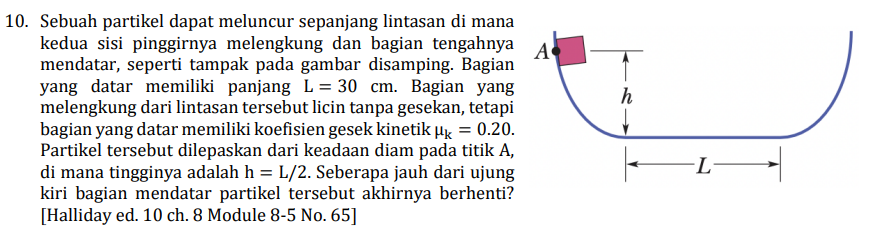 10. Sebuah partikel dapat meluncur sepanjang lintasan di mana
kedua sisi pinggirnya melengkung dan bagian tengahnya
mendatar, seperti tampak pada gambar disamping. Bagian
yang datar memiliki panjang L = 30 cm. Bagian yang
melengkung dari lintasan tersebut licin tanpa gesekan, tetapi
bagian yang datar memiliki koefisien gesek kinetik μk = 0.20.
Partikel tersebut dilepaskan dari keadaan diam pada titik A,
di mana tingginya adalah h = L/2. Seberapa jauh dari ujung
kiri bagian mendatar partikel tersebut akhirnya berhenti?
[Halliday ed. 10 ch. 8 Module 8-5 No. 65]
A
h
L